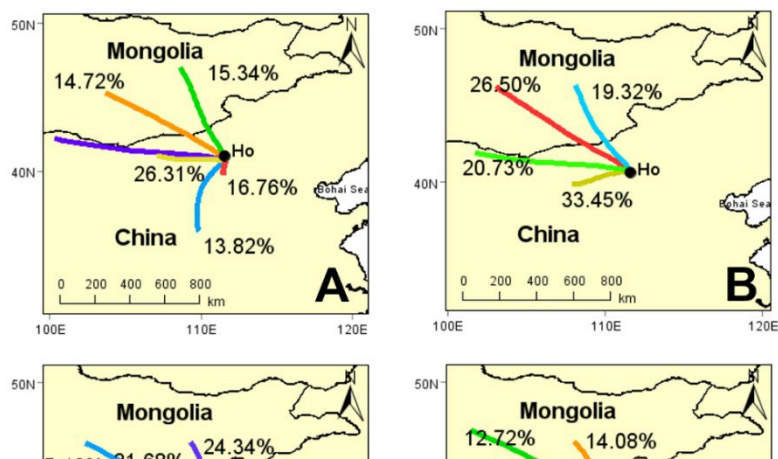 50N
N
Mongolia
14.72%
15.34%
Ho
40N
26.31%
16.76%
Bohai Sea
China
13.82%
0 200 400 600 800
km
A
100E 110E 120E
50N
N
Mongolia
26.50%
19.32%
Ho
20.73%
40N
33.45%
Bohai Sea
China
0 200 400 600 800
km
B
100E 110E 120E
50N
N
Mongolia
24.34%
50N
N
Mongolia
12.72%
14.08%